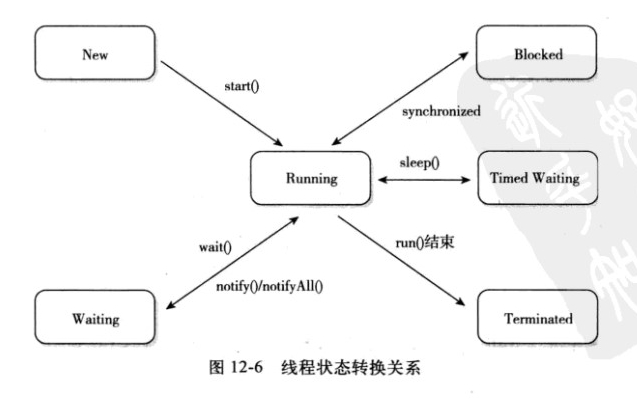 New
Blocked
start()
synchronized
Running
sleep()
Timed Waiting
wait()
run()结束
notify()/notifyAll()
Waiting
Terminated
图 12-6 线程状态转换关系